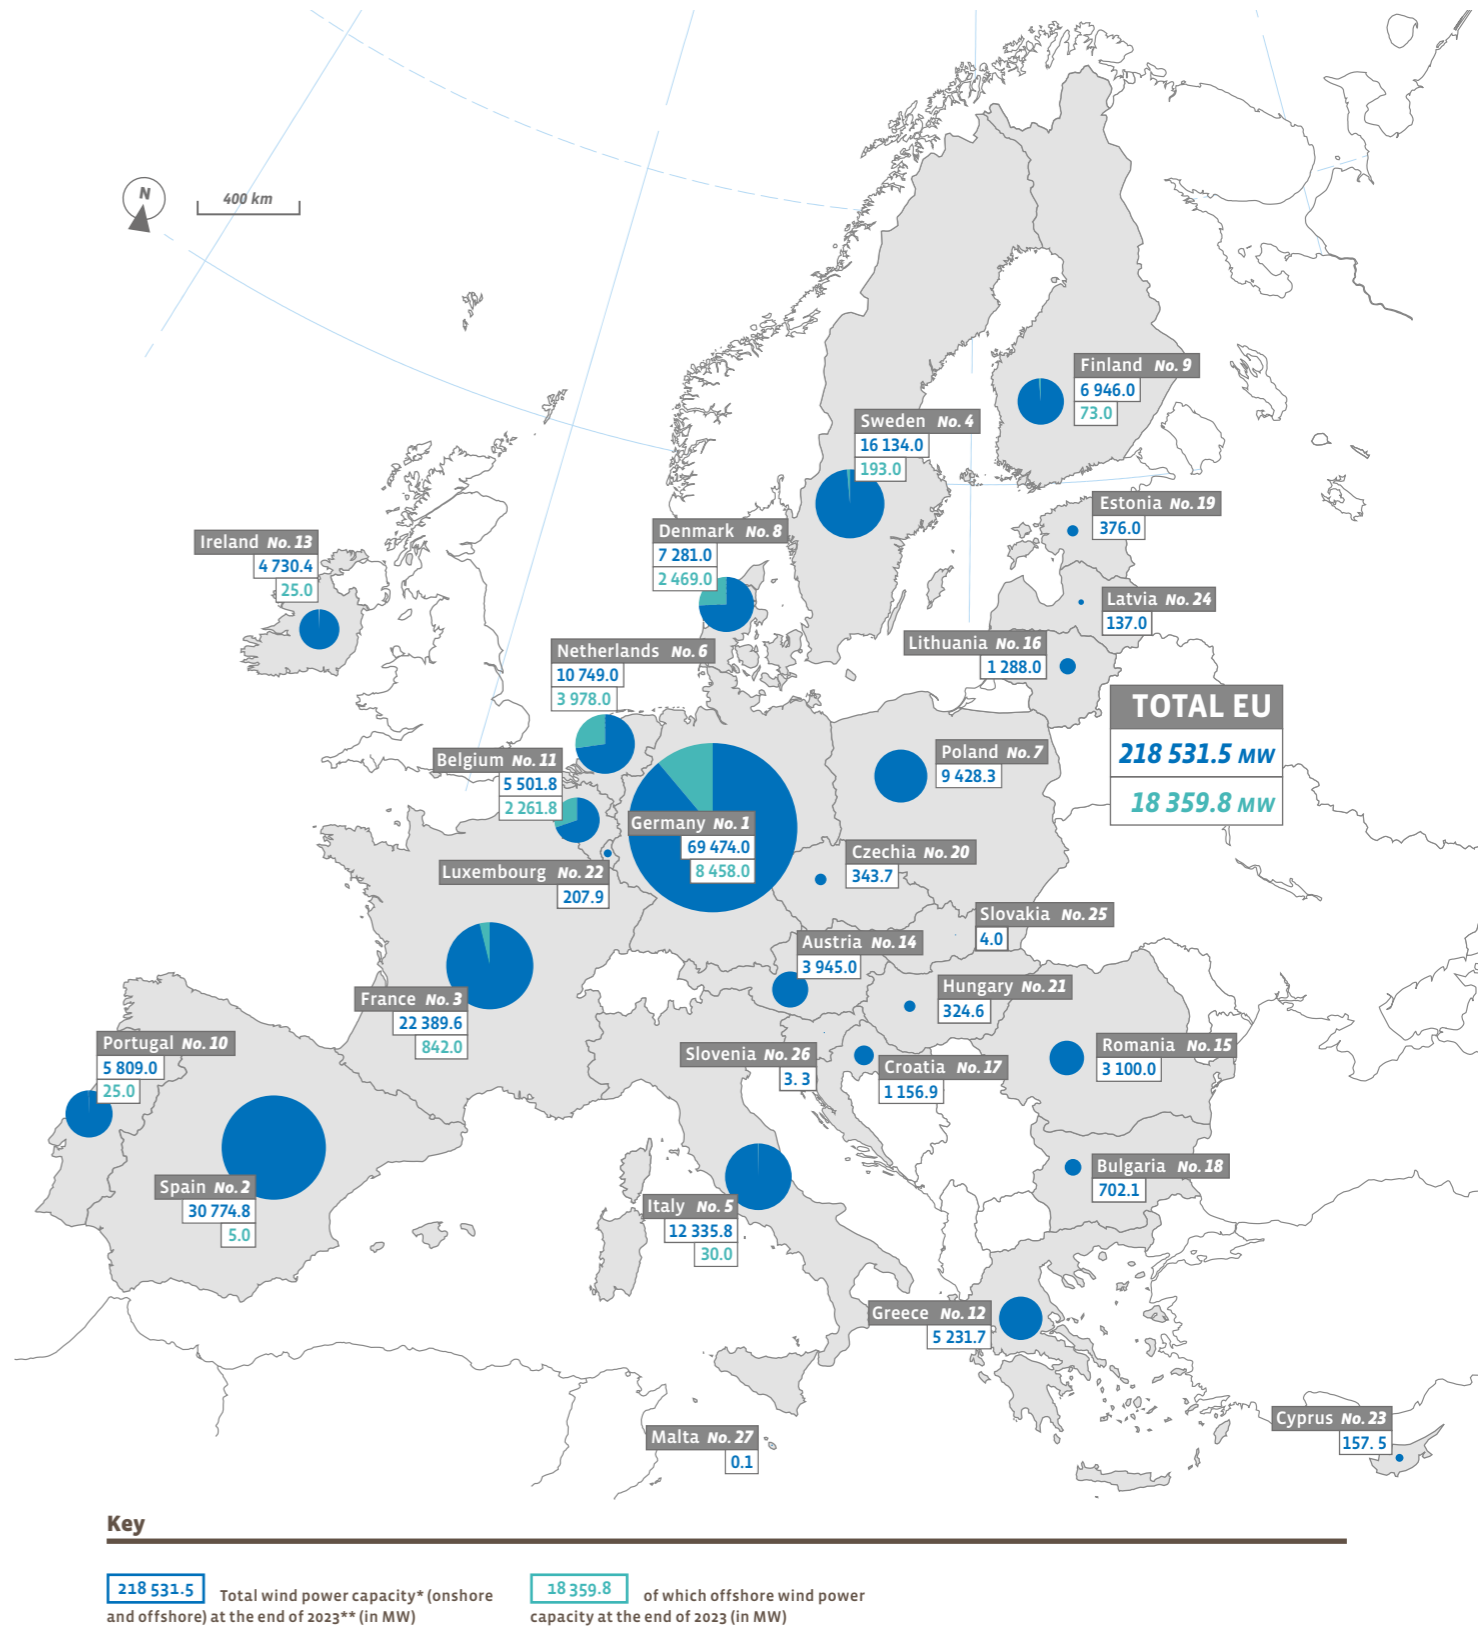 N
400 km
Finland No. 9
6 946.0
73.0
Sweden No. 4
16 134.0
193.0
Estonia No. 19
376.0
Denmark No. 8
7 281.0
2 469.0
Ireland No. 13
4 730.4
25.0
Latvia No. 24
137.0
Lithuania No. 16
1 288.0
Netherlands No. 6
10 749.0
3 978.0
TOTAL EU
218 531.5 MW
18 359.8 MW
Poland No. 7
9 428.3
Belgium No. 11
5 501.8
2 261.8
Germany No. 1
69 474.0
8 458.0
Czechia No. 20
343.7
Luxembourg No. 22
207.9
Slovakia No. 25
4.0
Austria No. 14
3 945.0
Hungary No. 21
324.6
France No. 3
22 389.6
842.0
Portugal No. 10
5 809.0
25.0
Slovenia No. 26
3. 3
Croatia No. 17
1 156.9
Romania No. 15
3 100.0
Bulgaria No. 18
702.1
Spain No. 2
30 774.8
5.0
Italy No. 5
12 335.8
30.0
Greece No. 12
5 231.7
Cyprus No. 23
157. 5
Malta No. 27
0.1
Key
218 531.5 Total wind power capacity* (onshore
and offshore) at the end of 2023** (in MW)
18 359.8 of which offshore wind power
capacity at the end of 2023 (in MW)